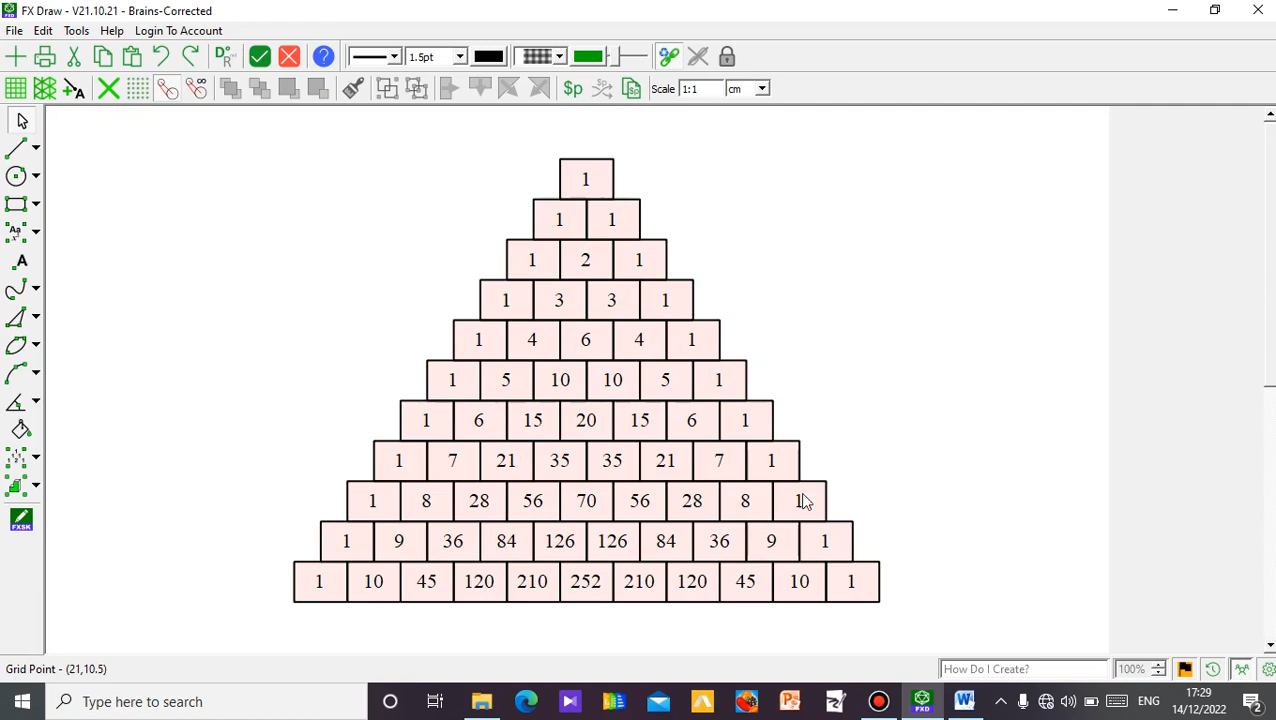 FX Draw - V21.10.21 - Brains-Corrected
File Edit Tools Help Login To Account
1.5pt
$p $p Scale 1:1 cm
1
1 1
1 2 1
1 3 3 1
1 4 6 4 1
1 5 10 10 5 1
1 6 15 20 15 6 1
1 7 21 35 35 21 7 1
1 8 28 56 70 56 28 8 1
1 9 36 84 126 126 84 36 9 1
1 10 45 120 210 252 210 120 45 10 1
FXSK
Grid Point - (21,10.5) How Do I Create? 100%
Type here to search ENG 17:29
14/12/2022 2